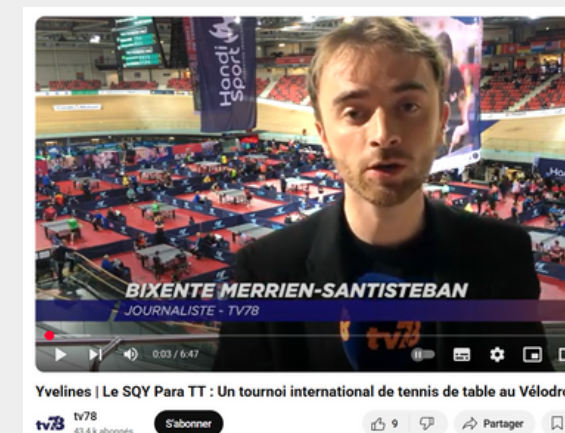 Handi
Sport
BIXENTE MERRIEN-SANTISTEBAN
JOURNALISTE - TV78
tv78
0:03 / 6:47
Yvelines | Le SQY Para TT : Un tournoi international de tennis de table au Vélodr
tv78
tv78
43,4 k abonnés
S'abonner
9
Partager